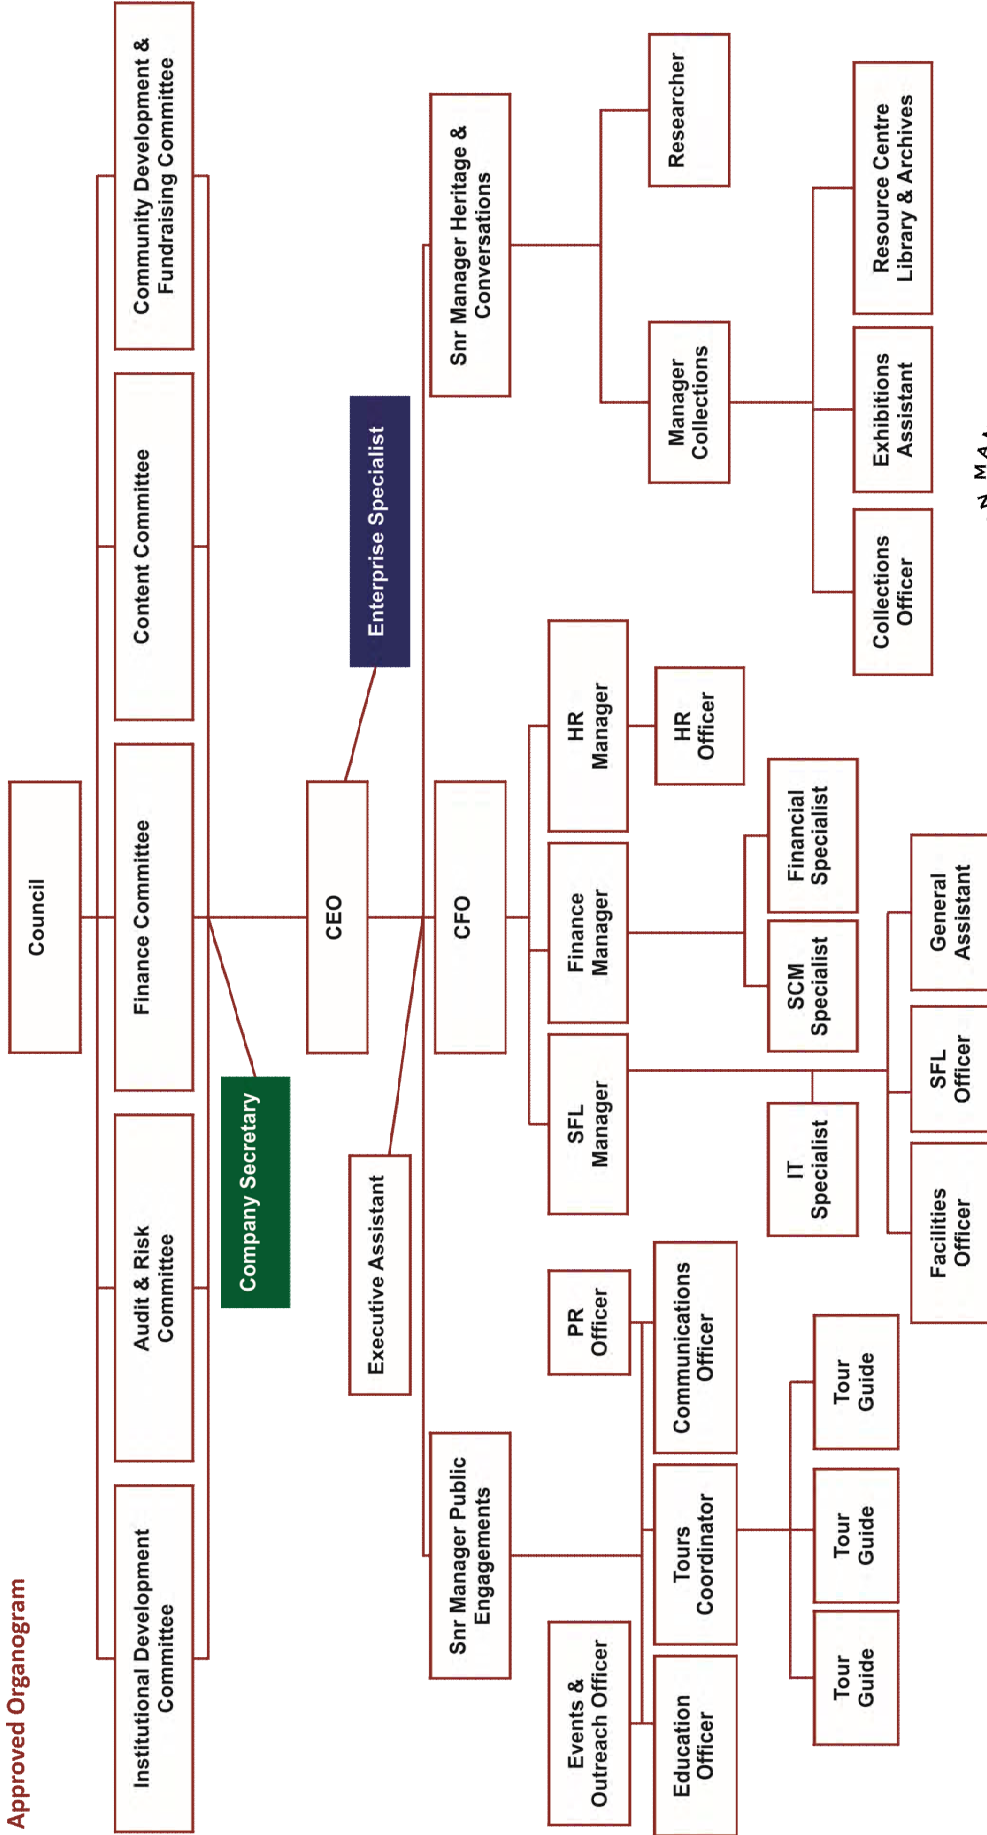 Approved Organogram
Council
Institutional Development
Committee
Audit & Risk
Committee
Finance Committee
Content Committee
Community Development &
Fundraising Committee
Company Secretary
CEO
Executive Assistant
Enterprise Specialist
Snr Manager Public
Engagements
CFO
Snr Manager Heritage &
Conversations
Events &
Outreach Officer
PR
Officer
Education
Officer
Tours
Coordinator
Communications
Officer
Tour
Guide
Tour
Guide
Tour
Guide
SFL
Manager
Finance
Manager
HR
Manager
HR
Officer
IT
Specialist
SCM
Specialist
Financial
Specialist
Facilities
Officer
SFL
Officer
General
Assistant
Manager
Collections
Researcher
Collections
Officer
Exhibitions
Assistant
Resource Centre
Library & Archives